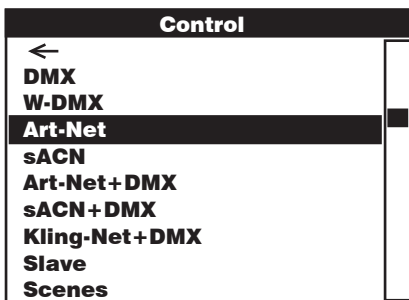 Control
←
DMX
W-DMX
Art-Net
sACN
Art-Net+DMX
sACN+DMX
Kling-Net+DMX
Slave
Scenes